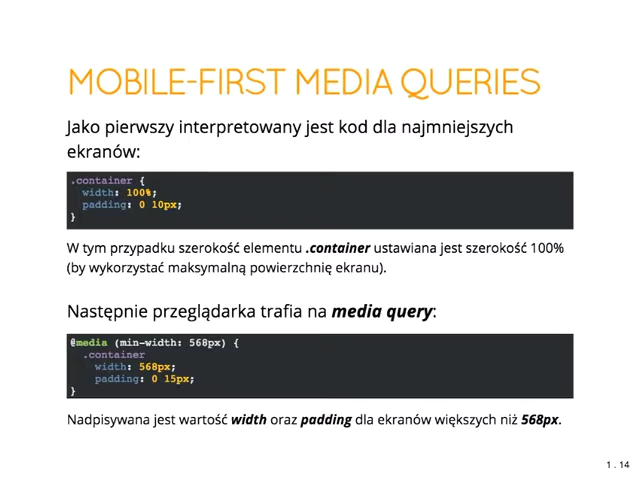 MOBILE-FIRST MEDIA QUERIES
Jako pierwszy interpretowany jest kod dla najmniejszych
ekranów:
.container {
width: 100%;
padding: 0 10px;
}
W tym przypadku szerokość elementu .container ustawiana jest szerokość 100%
(by wykorzystać maksymalną powierzchnię ekranu).
Następnie przeglądarka trafia na media query:
@media (min-width: 568px) {
.container
width: 568px;
padding: 0 15px;
}
Nadpisywana jest wartość width oraz padding dla ekranów większych niż 568px.
1 . 14